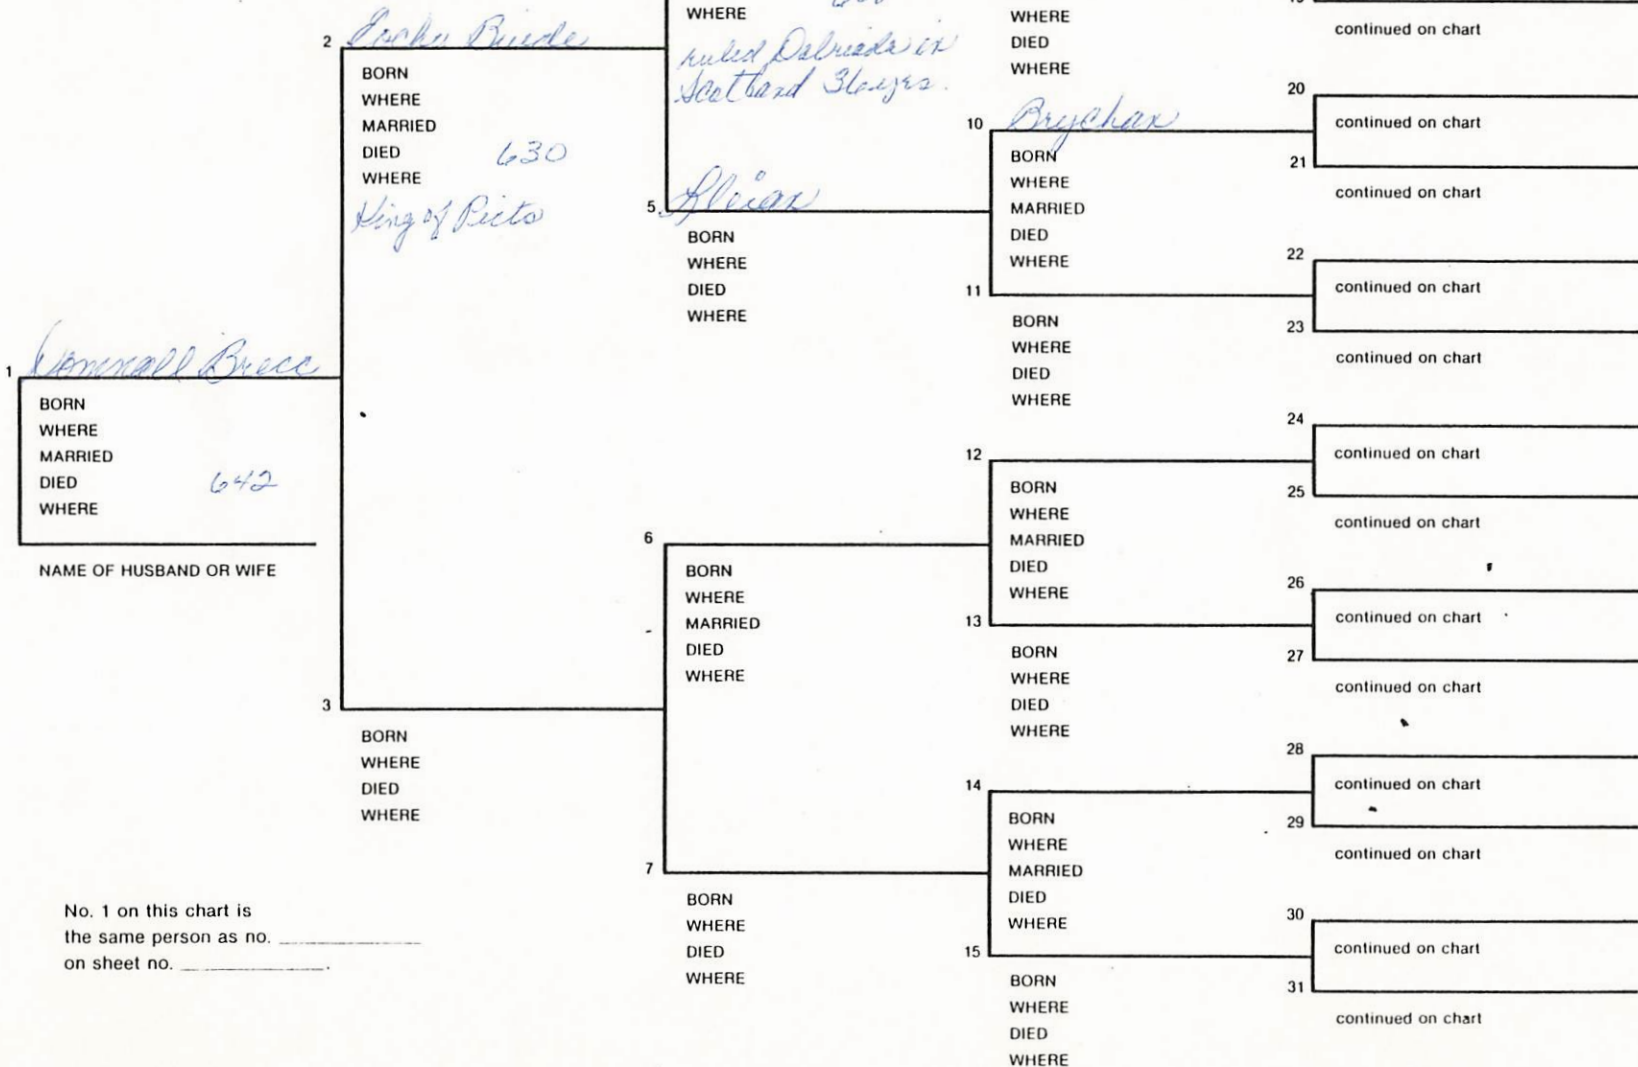 WHERE
ruled Dalriada in
Scotland
2 Eocha Buide
BORN
WHERE
MARRIED
DIED 630
WHERE
King of Picts
WHERE
DIED
WHERE
continued on chart
20
continued on chart
21
continued on chart
10 Brychan
BORN
WHERE
MARRIED
DIED
WHERE
5
BORN
WHERE
DIED
WHERE
22
continued on chart
23
continued on chart
11
BORN
WHERE
DIED
WHERE
1 Domnall Brecc
BORN
WHERE
MARRIED
DIED 642
WHERE
NAME OF HUSBAND OR WIFE
24
continued on chart
25
continued on chart
12
BORN
WHERE
MARRIED
DIED
WHERE
6
BORN
WHERE
MARRIED
DIED
WHERE
26
continued on chart
27
continued on chart
13
BORN
WHERE
DIED
WHERE
3
BORN
WHERE
DIED
WHERE
28
continued on chart
29
continued on chart
14
BORN
WHERE
MARRIED
DIED
WHERE
7
BORN
WHERE
DIED
WHERE
30
continued on chart
31
continued on chart
15
BORN
WHERE
DIED
WHERE
No. 1 on this chart is
the same person as no.
on sheet no.